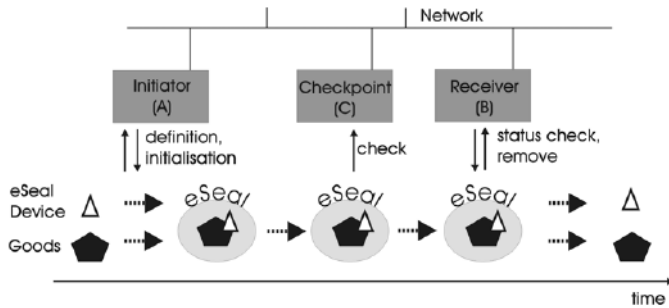 Network
Initiator
(A)
Checkpoint
(C)
Receiver
(B)
definition,
initialisation
check
status check,
remove
eSeal
Device
eSeal
eSeal
eSeal
Goods
time